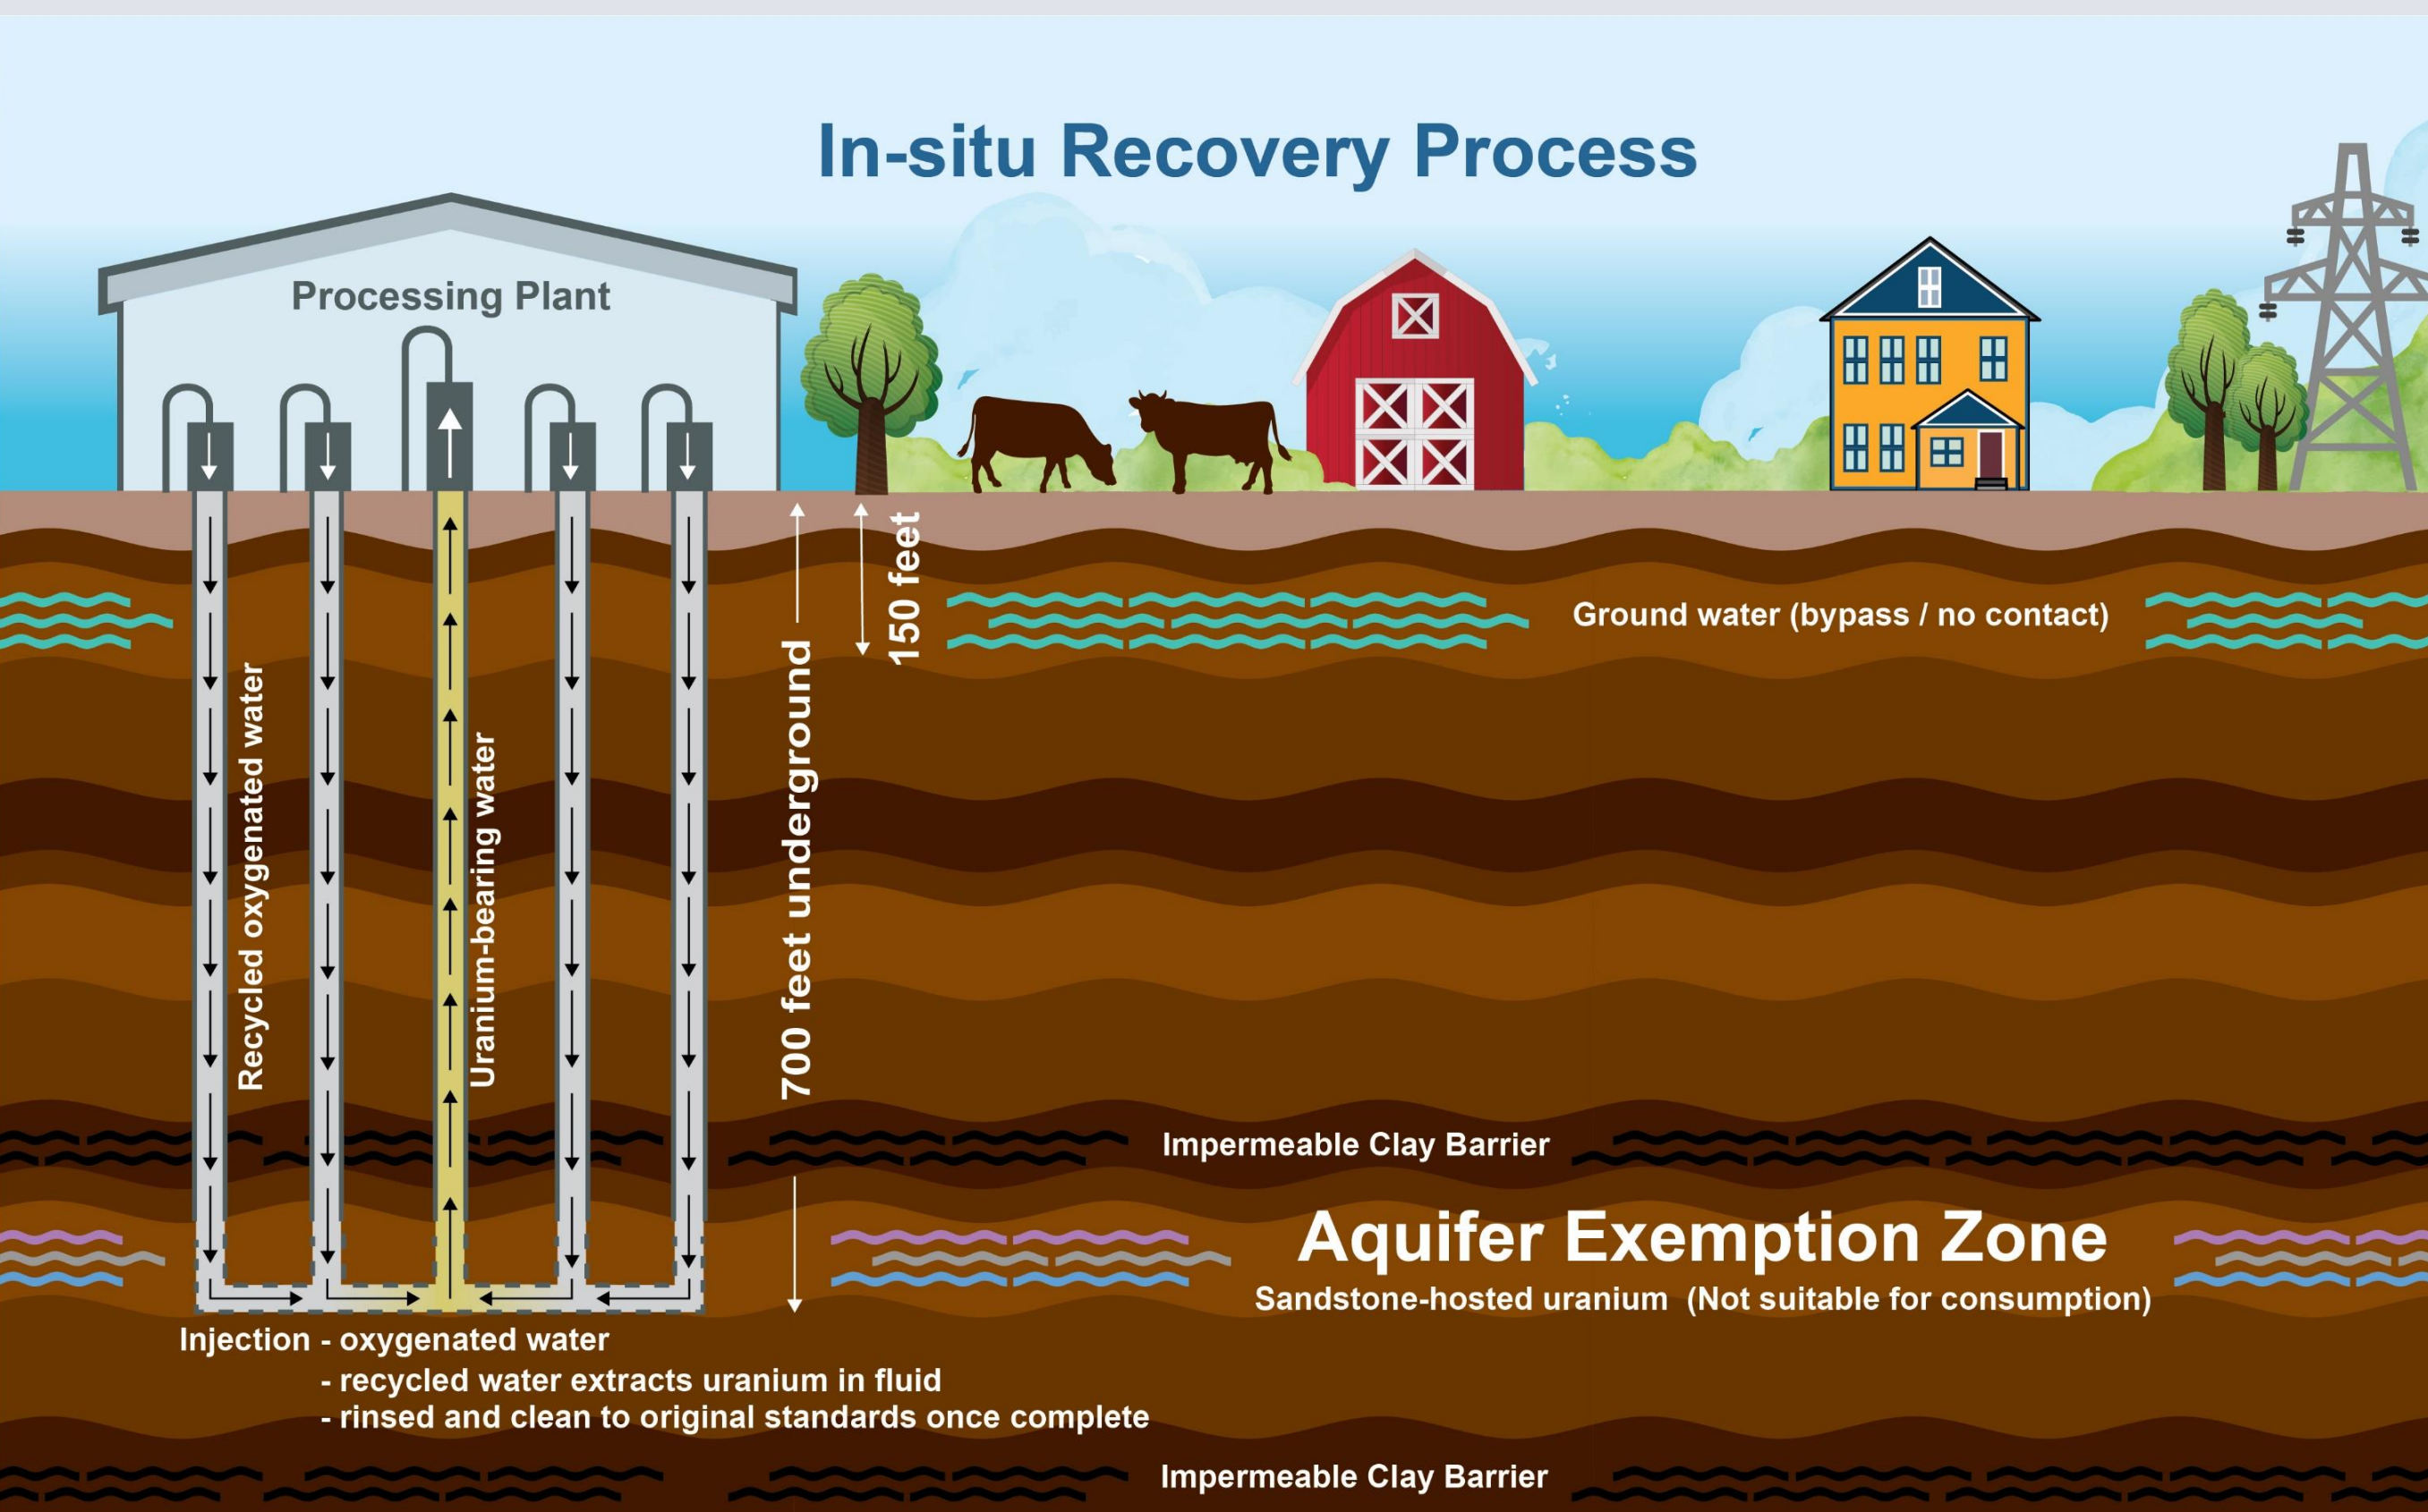 In-situ Recovery Process
Processing Plant
150 feet
Ground water (bypass / no contact)
Recycled oxygenated water
Uranium-bearing water
700 feet underground
Impermeable Clay Barrier
Aquifer Exemption Zone
Sandstone-hosted uranium (Not suitable for consumption)
Injection - oxygenated water
- recycled water extracts uranium in fluid
- rinsed and clean to original standards once complete
Impermeable Clay Barrier